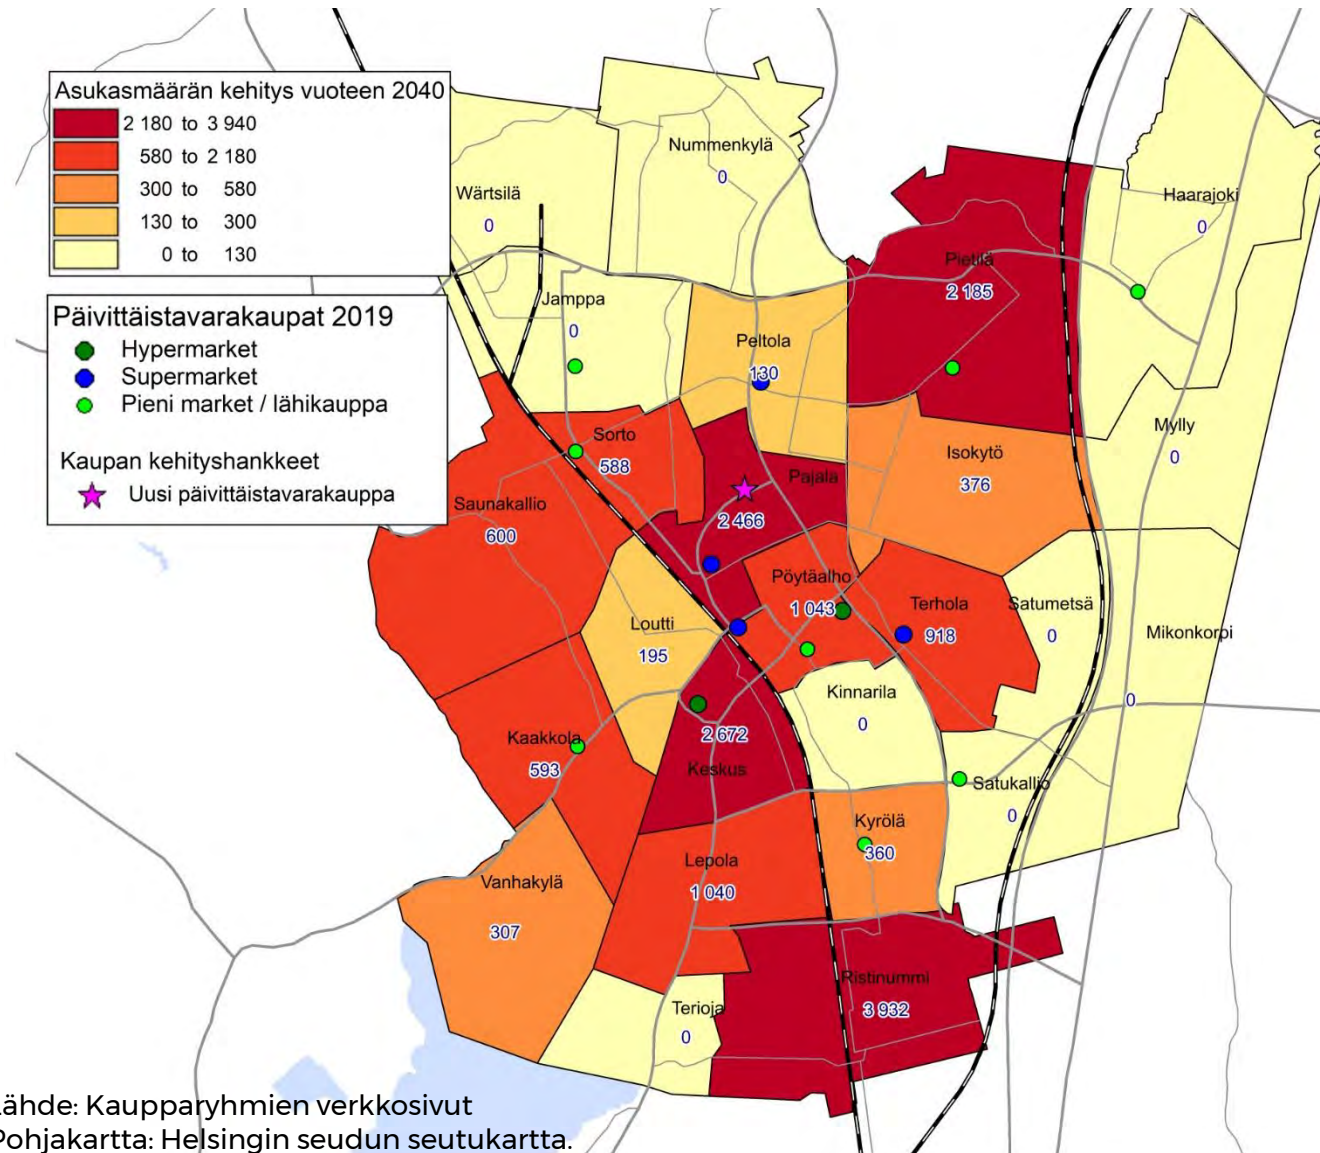 Asukasmäärän kehitys vuoteen 2040
2 180 to 3 940
580 to 2 180
300 to 580
130 to 300
0 to 130
Päivittäistavarakaupat 2019
Hypermarket
Supermarket
Pieni market / lähikauppa
Kaupan kehityshankkeet
Uusi päivittäistavarakauppa
Nummenkylä
0
Wärtsilä
0
Haarajoki
0
Pietilä
2 185
Jamppa
0
Peltola
130
Mylly
0
Sorto
588
Isokytö
376
Pajala
2 466
Saunakallio
600
Pöytäalho
1 043
Terhola
918
Satumetsä
0
Mikonkorpi
0
Loutti
195
Kinnarila
0
Kaakkola
593
2 672
Keskus
Satukallio
0
Kyrölä
360
Lepola
1 040
Vanhakylä
307
Ristinummi
3 932
Terioja
0
ähde: Kaupparyhmien verkkosivut
Pohjakartta: Helsingin seudun seutukartta.